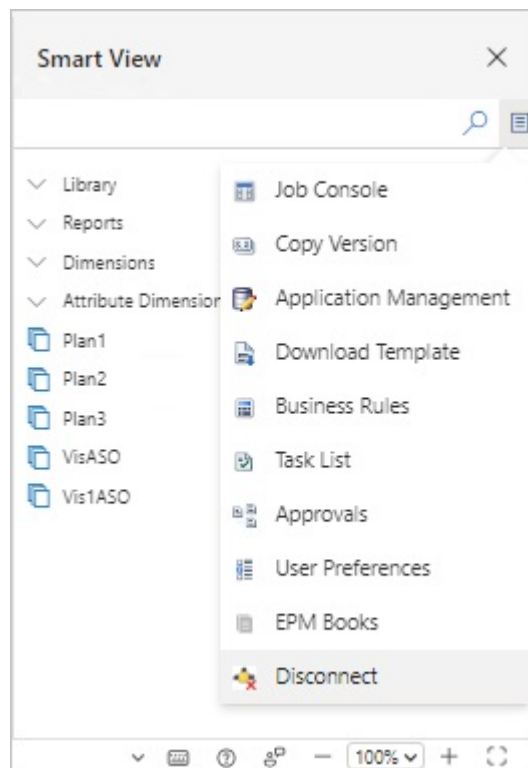 Smart View
Library
Reports
Dimensions
Attribute Dimension
Plan1
Plan2
Plan3
VisASO
Vis1ASO
Job Console
Copy Version
Application Management
Download Template
Business Rules
Task List
Approvals
User Preferences
EPM Books
Disconnect
100%